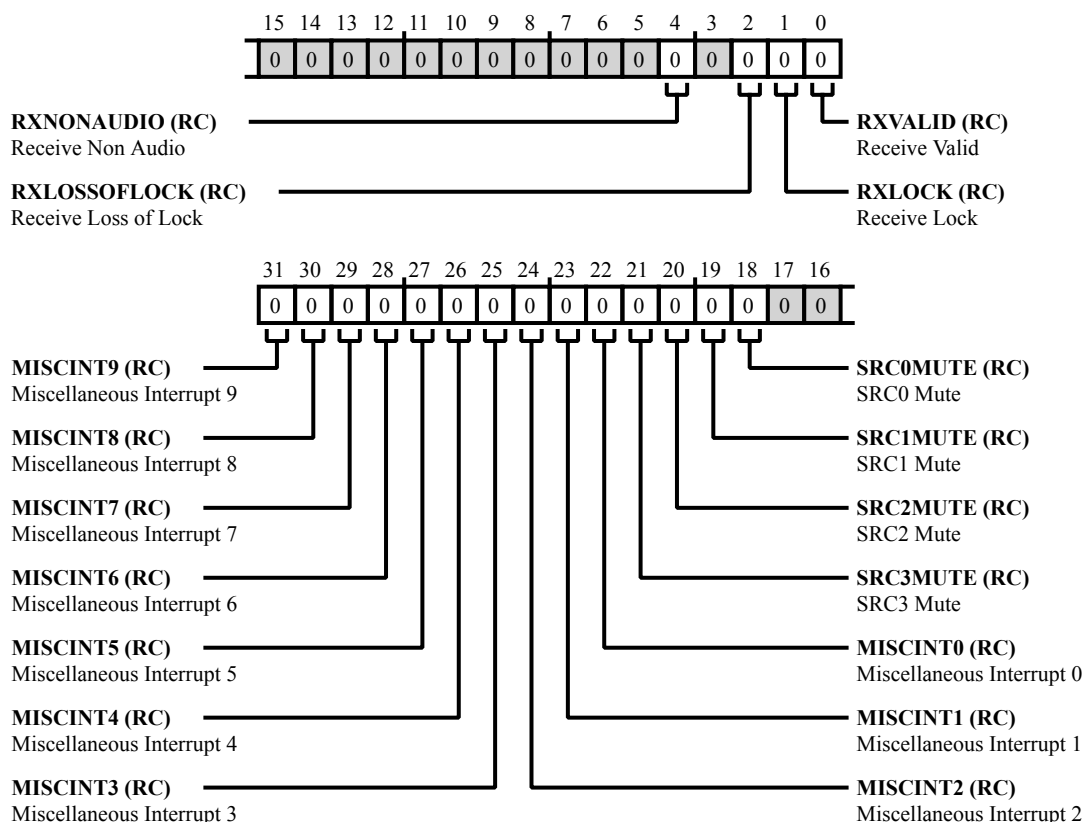 15 14 13 12 11 10 9 8 7 6 5 4 3 2 1 0
0 0 0 0 0 0 0 0 0 0 0 0 0 0 0 0
RXNONAUDIO (RC)
Receive Non Audio
RXVALID (RC)
Receive Valid
RXLOSSOFLOCK (RC)
Receive Loss of Lock
RXLOCK (RC)
Receive Lock
31 30 29 28 27 26 25 24 23 22 21 20 19 18 17 16
0 0 0 0 0 0 0 0 0 0 0 0 0 0 0 0
MISCINT9 (RC)
Miscellaneous Interrupt 9
SRC0MUTE (RC)
SRC0 Mute
MISCINT8 (RC)
Miscellaneous Interrupt 8
SRC1MUTE (RC)
SRC1 Mute
MISCINT7 (RC)
Miscellaneous Interrupt 7
SRC2MUTE (RC)
SRC2 Mute
MISCINT6 (RC)
Miscellaneous Interrupt 6
SRC3MUTE (RC)
SRC3 Mute
MISCINT5 (RC)
Miscellaneous Interrupt 5
MISCINT0 (RC)
Miscellaneous Interrupt 0
MISCINT4 (RC)
Miscellaneous Interrupt 4
MISCINT1 (RC)
Miscellaneous Interrupt 1
MISCINT3 (RC)
Miscellaneous Interrupt 3
MISCINT2 (RC)
Miscellaneous Interrupt 2